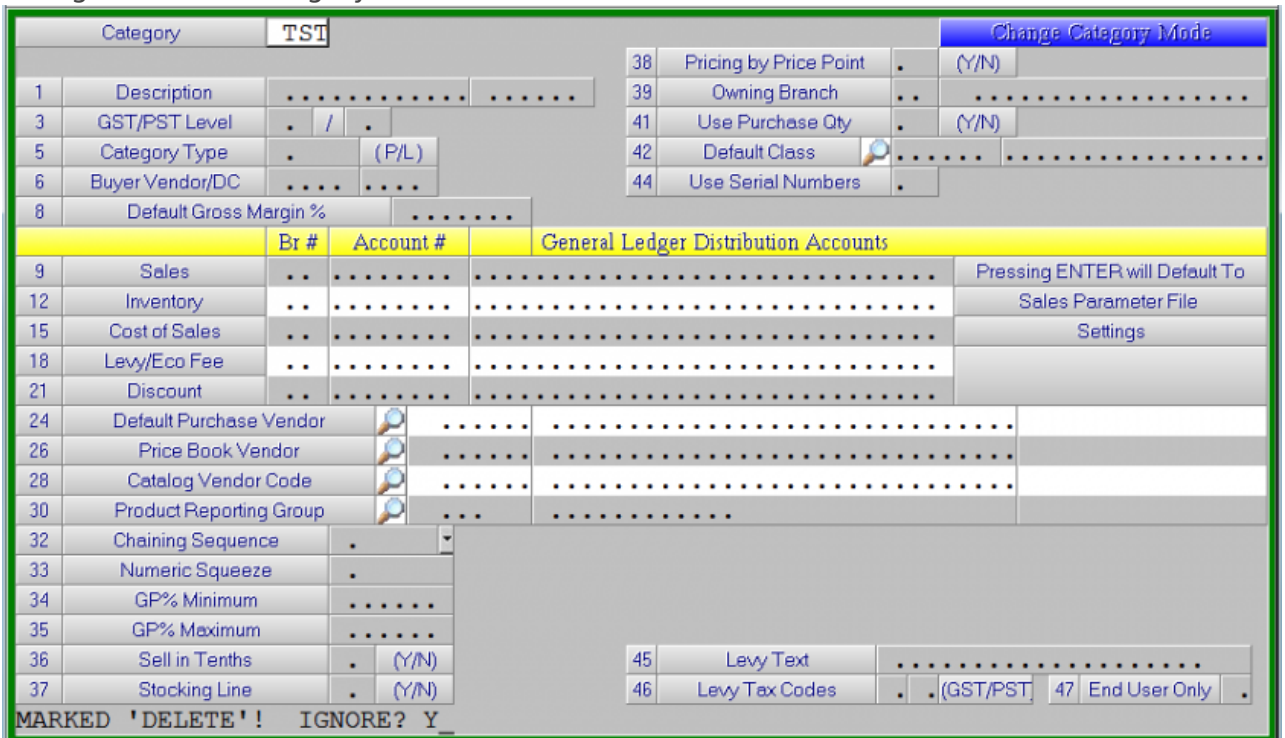 Category TST Change Category Mode
38 Pricing by Price Point . (Y/N)
1 Description ............ ...... 39 Owning Branch .. ..................
3 GST/PST Level . / . 41 Use Purchase Qty . (Y/N)
5 Category Type . (P/L) 42 Default Class ...... .................
6 Buyer Vendor/DC .... .... 44 Use Serial Numbers .
8 Default Gross Margin % .......
Br # Account # General Ledger Distribution Accounts
9 Sales .. ........ .............................. Pressing ENTER will Default To
12 Inventory .. ........ .............................. Sales Parameter File
15 Cost of Sales .. ........ .............................. Settings
18 Levy/Eco Fee .. ........ ..............................
21 Discount .. ........ ..............................
24 Default Purchase Vendor ...... ..............................
26 Price Book Vendor ...... ..............................
28 Catalog Vendor Code ...... ..............................
30 Product Reporting Group ... ............
32 Chaining Sequence .
33 Numeric Squeeze .
34 GP% Minimum ......
35 GP% Maximum ......
36 Sell in Tenths . (Y/N) 45 Levy Text ....................
37 Stocking Line . (Y/N) 46 Levy Tax Codes . . (GST/PST 47 End User Only .
MARKED 'DELETE'! IGNORE? Y_